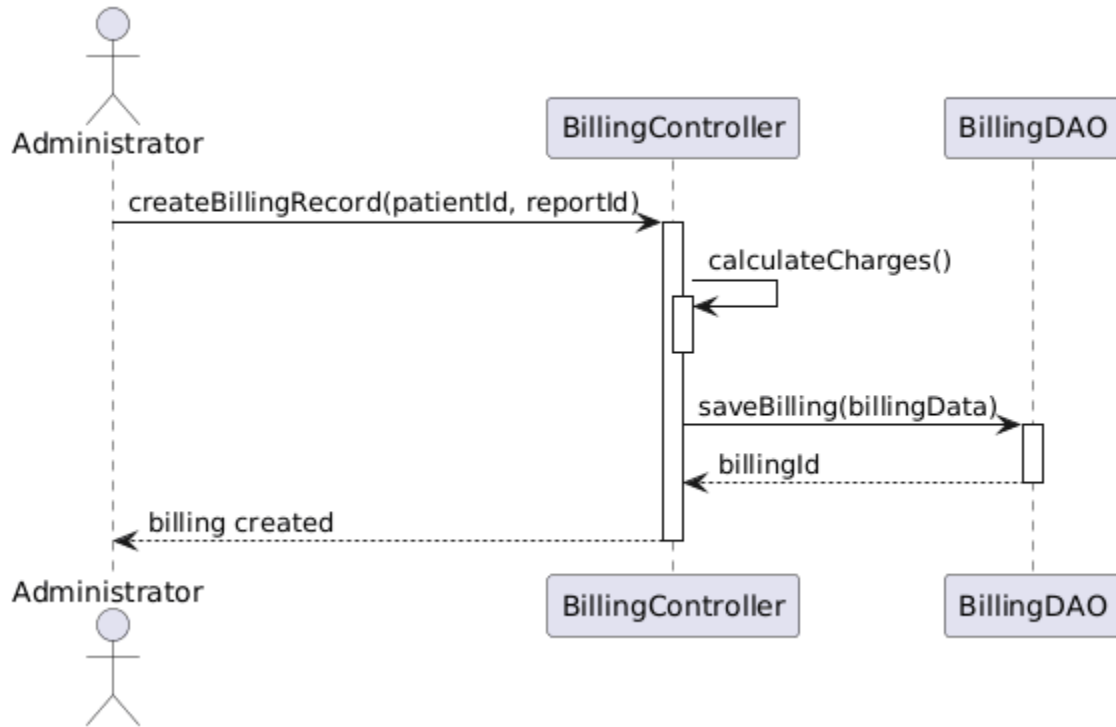 Administrator
BillingController
BillingDAO
createBillingRecord(patientId, reportId)
calculateCharges()
saveBilling(billingData)
billingId
billing created
Administrator
BillingController
BillingDAO